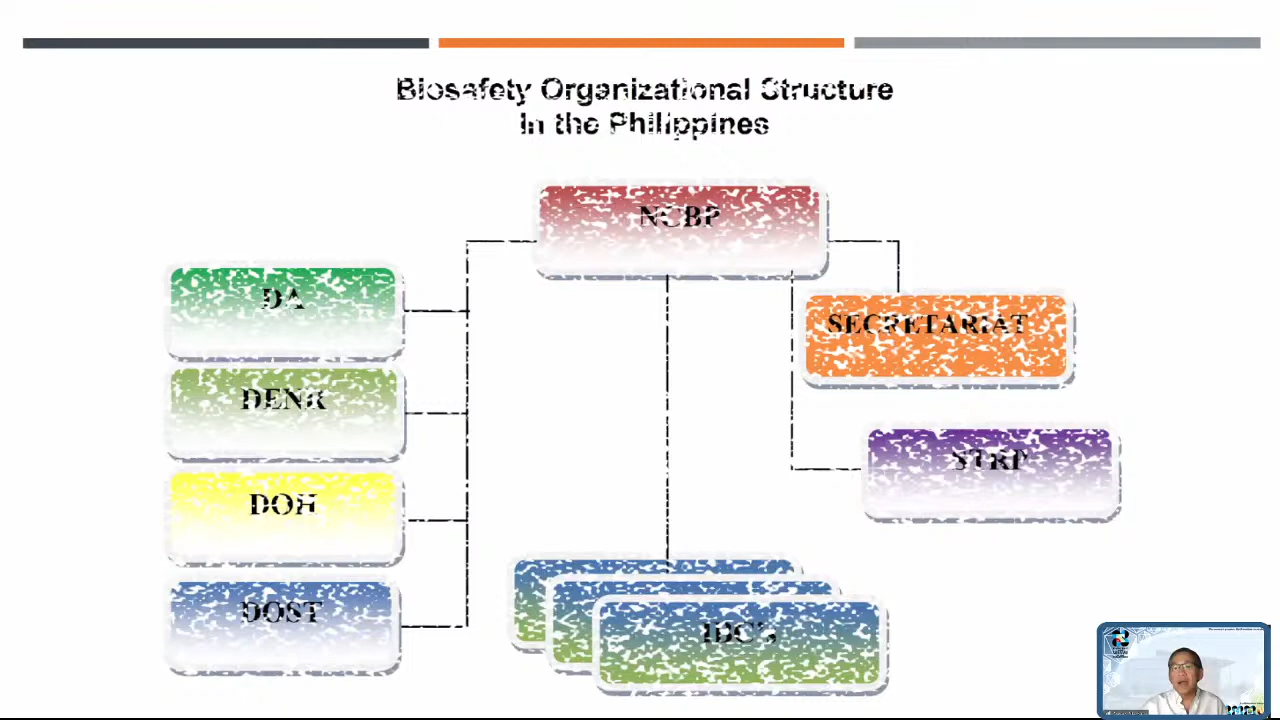 Biosafety Organizational Structure
In the Philippines
NCBP
DA
SECRETARIAT
DENR
STRP
DOH
DOST
IBC's